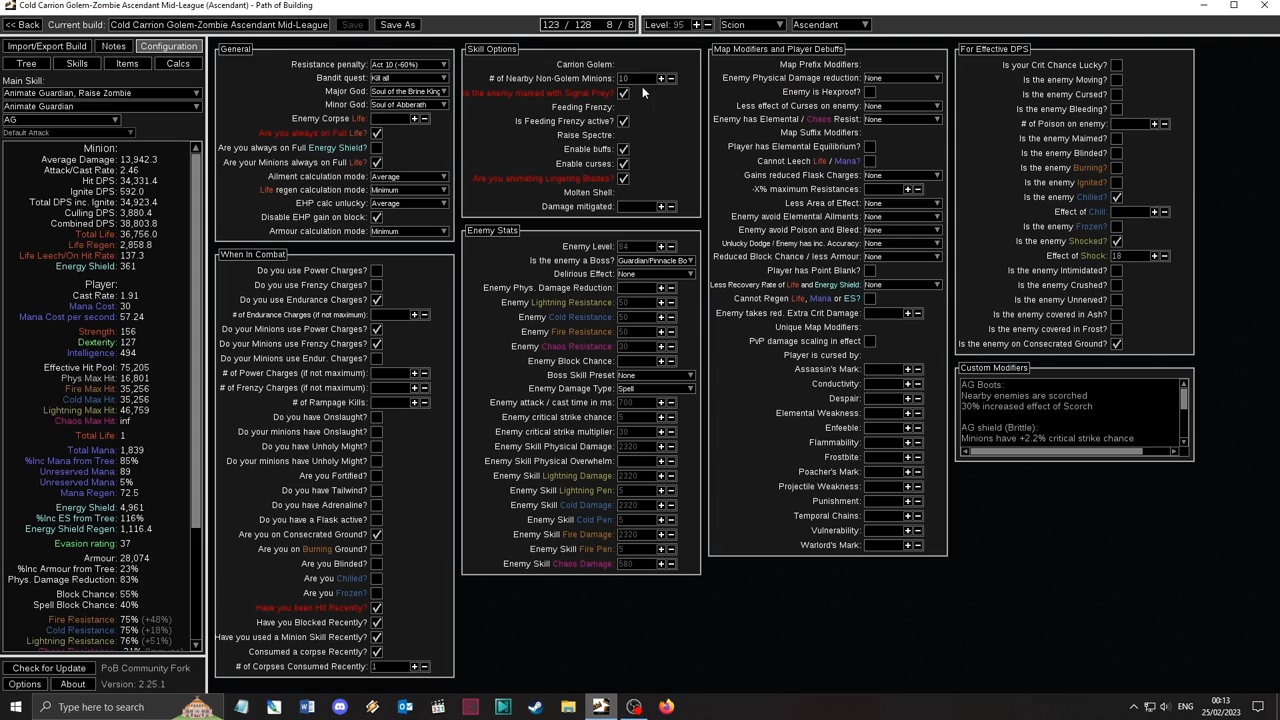 Cold Carrion Golem-Zombie Ascendant Mid-League (Ascendant) - Path of Building
<< Back
Current build:
Cold Carrion Golem-Zombie Ascendant Mid-League
Save
Save As
123 / 128 8 / 8
Level: 95
Scion
Ascendant
Import/Export Build
Notes
Configuration
Tree
Skills
Items
Calcs
Main Skill:
Animate Guardian, Raise Zombie
Animate Guardian
AG
Default Attack
Minion:
Average Damage: 13,942.3
Attack/Cast Rate: 2.46
Hit DPS: 34,331.4
Ignite DPS: 592.0
Total DPS inc. Ignite: 34,923.4
Culling DPS: 3,880.4
Combined DPS: 38,803.8
Total Life: 36,756.0
Life Regen: 2,858.8
Life Leech/On Hit Rate: 137.3
Energy Shield: 361
Player:
Cast Rate: 1.91
Mana Cost: 30
Mana Cost per second: 57.24
Strength: 156
Dexterity: 127
Intelligence: 494
Effective Hit Pool: 75,205
Phys Max Hit: 16,801
Fire Max Hit: 35,256
Cold Max Hit: 35,256
Lightning Max Hit: 46,759
Chaos Max Hit: inf
Total Life: 1
Total Mana: 1,839
%Inc Mana from Tree: 85%
Unreserved Mana: 89
Unreserved Mana: 5%
Mana Regen: 72.5
Energy Shield: 4,961
%Inc ES from Tree: 116%
Energy Shield Regen: 1,116.4
Evasion rating: 37
Armour: 28,074
%Inc Armour from Tree: 23%
Phys. Damage Reduction: 83%
Block Chance: 55%
Spell Block Chance: 40%
Fire Resistance: 75% (+48%)
Cold Resistance: 75% (+18%)
Lightning Resistance: 76% (+51%)
Check for Update
PoB Community Fork
Options
About
Version: 2.25.1
General
Resistance penalty: Act 10 (-60%)
Bandit quest: Kill all
Major God: Soul of the Brine King
Minor God: Soul of Abberath
Enemy Corpse Life:
Are you always on Full Life?
Are you always on Full Energy Shield?
Are your Minions always on Full Life?
Ailment calculation mode: Average
Life regen calculation mode: Minimum
EHP calc unlucky: Average
Disable EHP gain on block:
Armour calculation mode: Minimum
When In Combat
Do you use Power Charges?
Do you use Frenzy Charges?
Do you use Endurance Charges?
# of Endurance Charges (if not maximum):
Do your Minions use Power Charges?
Do your Minions use Frenzy Charges?
Do your Minions use Endur. Charges?
# of Power Charges (if not maximum):
# of Frenzy Charges (if not maximum):
# of Rampage Kills:
Do you have Onslaught?
Do your minions have Onslaught?
Do you have Unholy Might?
Do your minions have Unholy Might?
Are you Fortified?
Do you have Tailwind?
Do you have Adrenaline?
Do you have a Flask active?
Are you on Consecrated Ground?
Are you on Burning Ground?
Are you Blinded?
Are you Chilled?
Are you Frozen?
Have you been Hit Recently?
Have you Blocked Recently?
Have you used a Minion Skill Recently?
Consumed a corpse Recently?
# of Corpses Consumed Recently: 1
Skill Options
Carrion Golem:
# of Nearby Non-Golem Minions: 10
Is the enemy marked with Signal Prey?
Feeding Frenzy:
Is Feeding Frenzy active?
Raise Spectre:
Enable buffs:
Enable curses:
Are you animating Lingering Blades?
Molten Shell:
Damage mitigated:
Enemy Stats
Enemy Level: 84
Is the enemy a Boss? Guardian/Pinnacle Bo
Delirious Effect: None
Enemy Phys. Damage Reduction:
Enemy Lightning Resistance: 50
Enemy Cold Resistance: 50
Enemy Fire Resistance: 50
Enemy Chaos Resistance: 30
Enemy Block Chance:
Boss Skill Preset None
Enemy Damage Type: Spell
Enemy attack / cast time in ms: 700
Enemy critical strike chance: 5
Enemy critical strike multiplier: 30
Enemy Skill Physical Damage: 2320
Enemy Skill Physical Overwhelm:
Enemy Skill Lightning Damage: 2320
Enemy Skill Lightning Pen: 5
Enemy Skill Cold Damage: 2320
Enemy Skill Cold Pen: 5
Enemy Skill Fire Damage: 2320
Enemy Skill Fire Pen: 5
Enemy Skill Chaos Damage: 580
Map Modifiers and Player Debuffs
Map Prefix Modifiers:
Enemy Physical Damage reduction: None
Enemy is Hexproof?
Less effect of Curses on enemy: None
Enemy has Elemental / Chaos Resist: None
Map Suffix Modifiers:
Player has Elemental Equilibrium?
Cannot Leech Life / Mana?
Gains reduced Flask Charges: None
-X% maximum Resistances:
Less Area of Effect: None
Enemy avoid Elemental Ailments: None
Enemy avoid Poison and Bleed: None
Unlucky Dodge / Enemy has inc. Accuracy: None
Reduced Block Chance / less Armour: None
Player has Point Blank?
Less Recovery Rate of Life and Energy Shield: None
Cannot Regen Life, Mana or ES?
Enemy takes red. Extra Crit Damage:
Unique Map Modifiers:
PvP damage scaling in effect
Player is cursed by:
Assassin's Mark:
Conductivity:
Despair:
Elemental Weakness:
Enfeeble:
Flammability:
Frostbite:
Poacher's Mark:
Projectile Weakness:
Punishment:
Temporal Chains:
Vulnerability:
Warlord's Mark:
For Effective DPS
Is your Crit Chance Lucky?
Is the enemy Moving?
Is the enemy Cursed?
Is the enemy Bleeding?
# of Poison on enemy:
Is the enemy Maimed?
Is the enemy Blinded?
Is the enemy Burning?
Is the enemy Ignited?
Is the enemy Chilled?
Effect of Chill:
Is the enemy Frozen?
Is the enemy Shocked?
Effect of Shock: 18
Is the enemy Intimidated?
Is the enemy Crushed?
Is the enemy Unnerved?
Is the enemy covered in Ash?
Is the enemy covered in Frost?
Is the enemy on Consecrated Ground?
Custom Modifiers
AG Boots:
Nearby enemies are scorched
30% increased effect of Scorch
AG shield (Brittle):
Minions have +2.2% critical strike chance
Type here to search
ENG
00:13
25/02/2023